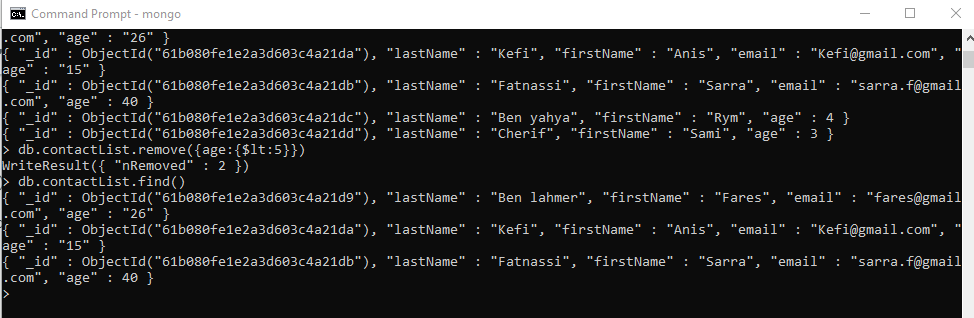 Command Prompt - mongo
.com", "age" : "26" }
{ "_id" : ObjectId("61b080fe1e2a3d603c4a21da"), "lastName" : "Kefi", "firstName" : "Anis", "email" : "Kefi@gmail.com", "
age" : "15" }
{ "_id" : ObjectId("61b080fe1e2a3d603c4a21db"), "lastName" : "Fatnassi", "firstName" : "Sarra", "email" : "sarra.f@gmail
.com", "age" : 40 }
{ "_id" : ObjectId("61b080fe1e2a3d603c4a21dc"), "lastName" : "Ben yahya", "firstName" : "Rym", "age" : 4 }
{ "_id" : ObjectId("61b080fe1e2a3d603c4a21dd"), "lastName" : "Cherif", "firstName" : "Sami", "age" : 3 }
> db.contactList.remove({age:{$lt:5}})
WriteResult({ "nRemoved" : 2 })
> db.contactList.find()
{ "_id" : ObjectId("61b080fe1e2a3d603c4a21d9"), "lastName" : "Ben lahmer", "firstName" : "Fares", "email" : "fares@gmail
.com", "age" : "26" }
{ "_id" : ObjectId("61b080fe1e2a3d603c4a21da"), "lastName" : "Kefi", "firstName" : "Anis", "email" : "Kefi@gmail.com", "
age" : "15" }
{ "_id" : ObjectId("61b080fe1e2a3d603c4a21db"), "lastName" : "Fatnassi", "firstName" : "Sarra", "email" : "sarra.f@gmail
.com", "age" : 40 }
>